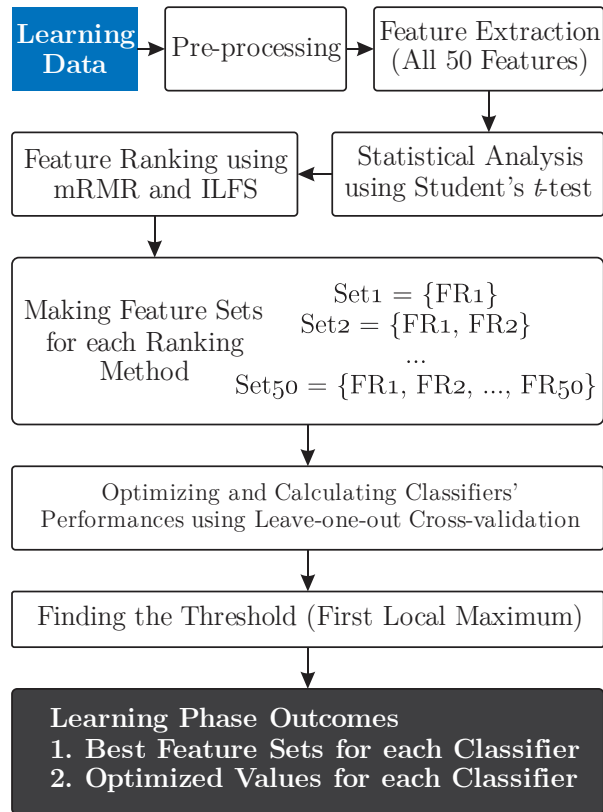 Learning
Data
Pre-processing
Feature Extraction
(All 50 Features)
Feature Ranking using
mRMR and ILFS
Statistical Analysis
using Student's t-test
Making Feature Sets
for each Ranking
Method
Set1 = {FR1}
Set2 = {FR1, FR2}
...
Set50 = {FR1, FR2, ..., FR50}
Optimizing and Calculating Classifiers'
Performances using Leave-one-out Cross-validation
Finding the Threshold (First Local Maximum)
Learning Phase Outcomes
1. Best Feature Sets for each Classifier
2. Optimized Values for each Classifier